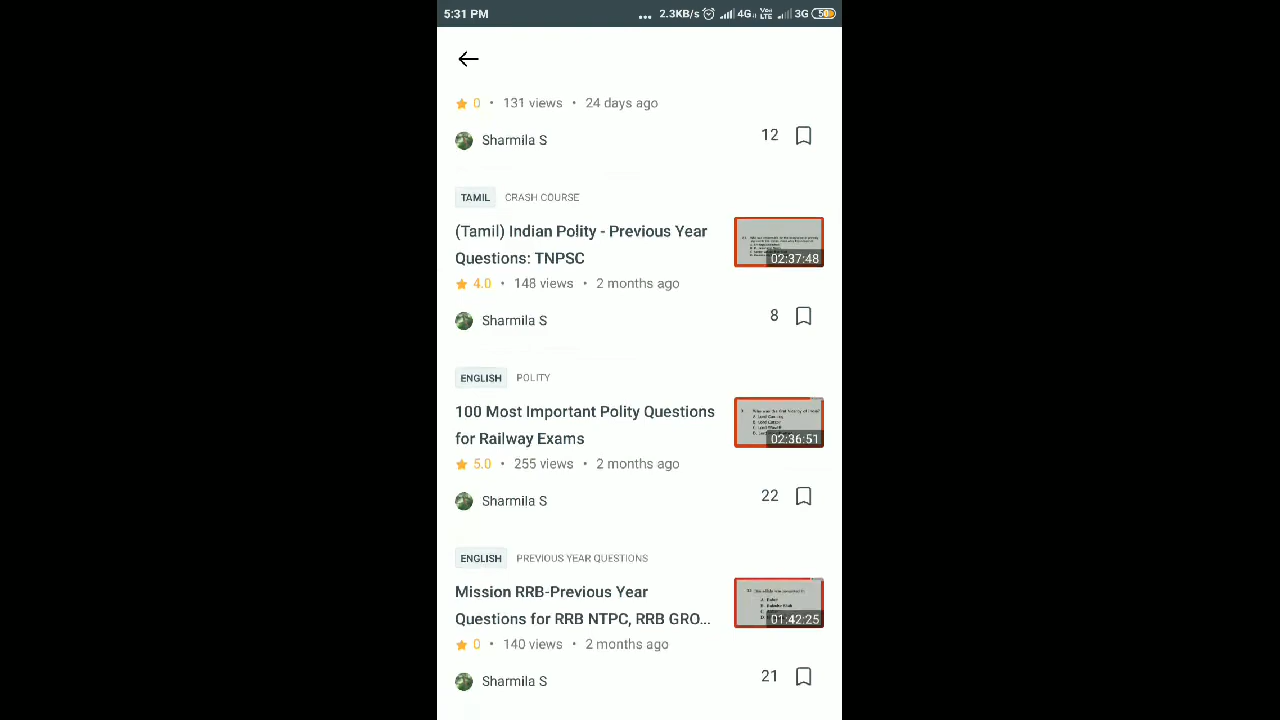 5:31 PM ... 2.3KB/s 4G VoLTE 3G 50
0 • 131 views • 24 days ago
Sharmila S 12
TAMIL CRASH COURSE
(Tamil) Indian Polity - Previous Year
Questions: TNPSC
02:37:48
4.0 • 148 views • 2 months ago
Sharmila S 8
ENGLISH POLITY
100 Most Important Polity Questions
for Railway Exams
02:36:51
5.0 • 255 views • 2 months ago
Sharmila S 22
ENGLISH PREVIOUS YEAR QUESTIONS
Mission RRB-Previous Year
Questions for RRB NTPC, RRB GRO...
01:42:25
0 • 140 views • 2 months ago
Sharmila S 21